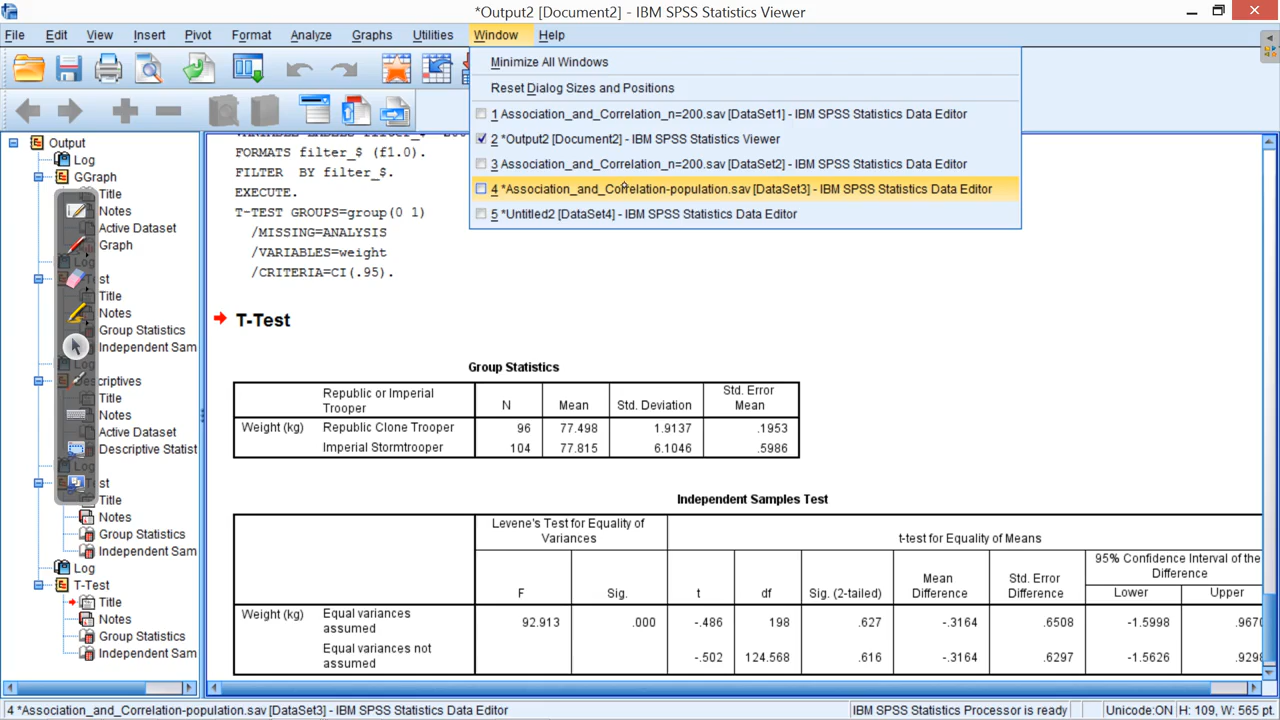 *Output2 [Document2] - IBM SPSS Statistics Viewer
File Edit View Insert Pivot Format Analyze Graphs Utilities Window Help
Minimize All Windows
Reset Dialog Sizes and Positions
1 Association_and_Correlation_n=200.sav [DataSet1] - IBM SPSS Statistics Data Editor
2 *Output2 [Document2] - IBM SPSS Statistics Viewer
3 Association_and_Correlation_n=200.sav [DataSet2] - IBM SPSS Statistics Data Editor
4 *Association_and_Correlation-population.sav [DataSet3] - IBM SPSS Statistics Data Editor
5 *Untitled2 [DataSet4] - IBM SPSS Statistics Data Editor
Output
Log
GGraph
Title
Notes
Active Dataset
Graph
Log
Test
Title
Notes
Group Statistics
Independent Sam
Log
Descriptives
Title
Notes
Active Dataset
Descriptive Statist
Log
Test
Title
Notes
Group Statistics
Independent Sam
Log
T-Test
Title
Notes
Group Statistics
Independent Sam
FORMATS filter_$ (f1.0).
FILTER BY filter_$.
EXECUTE.
T-TEST GROUPS=group(0 1)
/MISSING=ANALYSIS
/VARIABLES=weight
/CRITERIA=CI(.95).
T-Test
Group Statistics
Republic or Imperial Trooper N Mean Std. Deviation Std. Error Mean
Weight (kg) Republic Clone Trooper 96 77.498 1.9137 .1953
Imperial Stormtrooper 104 77.815 6.1046 .5986
Independent Samples Test
Levene's Test for Equality of Variances t-test for Equality of Means
95% Confidence Interval of the Difference
F Sig. t df Sig. (2-tailed) Mean Difference Std. Error Difference Lower Upper
Weight (kg) Equal variances assumed 92.913 .000 -.486 198 .627 -.3164 .6508 -1.5998 .9670
Equal variances not assumed -.502 124.568 .616 -.3164 .6297 -1.5626 .9298
4 *Association_and_Correlation-population.sav [DataSet3] - IBM SPSS Statistics Data Editor
IBM SPSS Statistics Processor is ready
Unicode:ON H: 109, W: 565 pt.